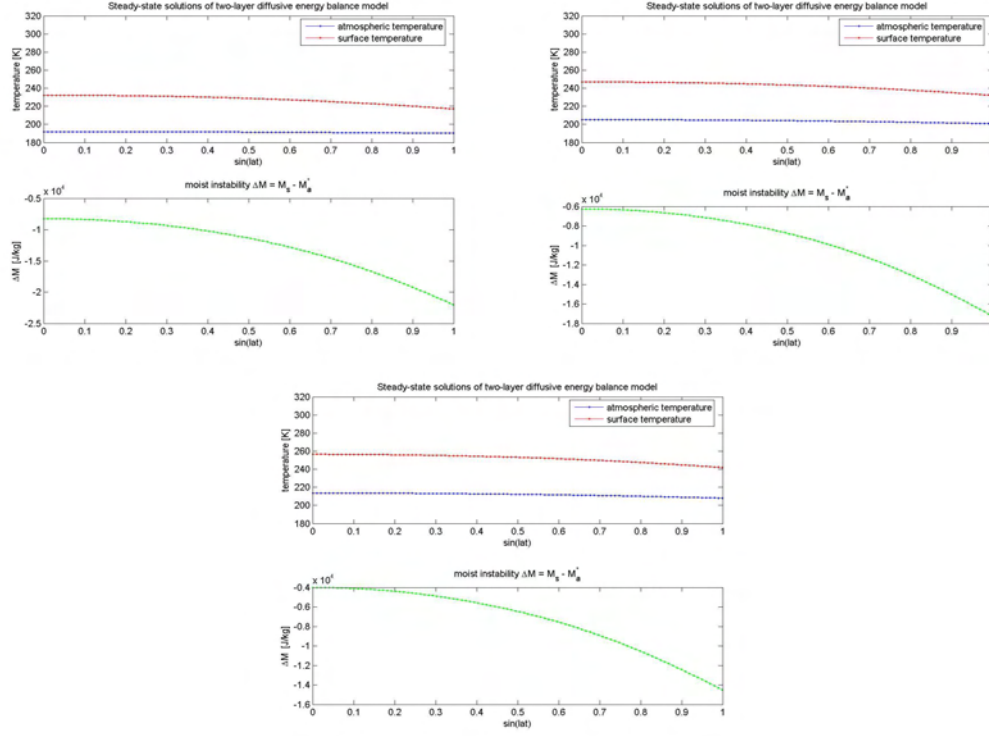 Steady-state solutions of two-layer diffusive energy balance model
temperature [K]
320
300
280
260
240
220
200
180
atmospheric temperature
surface temperature
0 0.1 0.2 0.3 0.4 0.5 0.6 0.7 0.8 0.9 1
sin(lat)
moist instability ΔM = M_s - M_a^*
x 10^4
ΔM [J/kg]
-0.5
-1
-1.5
-2
-2.5
0 0.1 0.2 0.3 0.4 0.5 0.6 0.7 0.8 0.9 1
sin(lat)
Steady-state solutions of two-layer diffusive energy balance model
temperature [K]
320
300
280
260
240
220
200
180
atmospheric temperature
surface temperature
0 0.1 0.2 0.3 0.4 0.5 0.6 0.7 0.8 0.9 1
sin(lat)
moist instability ΔM = M_s - M_a^*
x 10^4
ΔM [J/kg]
-0.6
-0.8
-1
-1.2
-1.4
-1.6
-1.8
0 0.1 0.2 0.3 0.4 0.5 0.6 0.7 0.8 0.9
sin(lat)
Steady-state solutions of two-layer diffusive energy balance model
temperature [K]
320
300
280
260
240
220
200
180
atmospheric temperature
surface temperature
0 0.1 0.2 0.3 0.4 0.5 0.6 0.7 0.8 0.9 1
sin(lat)
moist instability ΔM = M_s - M_a^*
x 10^4
ΔM [J/kg]
-0.4
-0.6
-0.8
-1
-1.2
-1.4
-1.6
0 0.1 0.2 0.3 0.4 0.5 0.6 0.7 0.8 0.9 1
sin(lat)